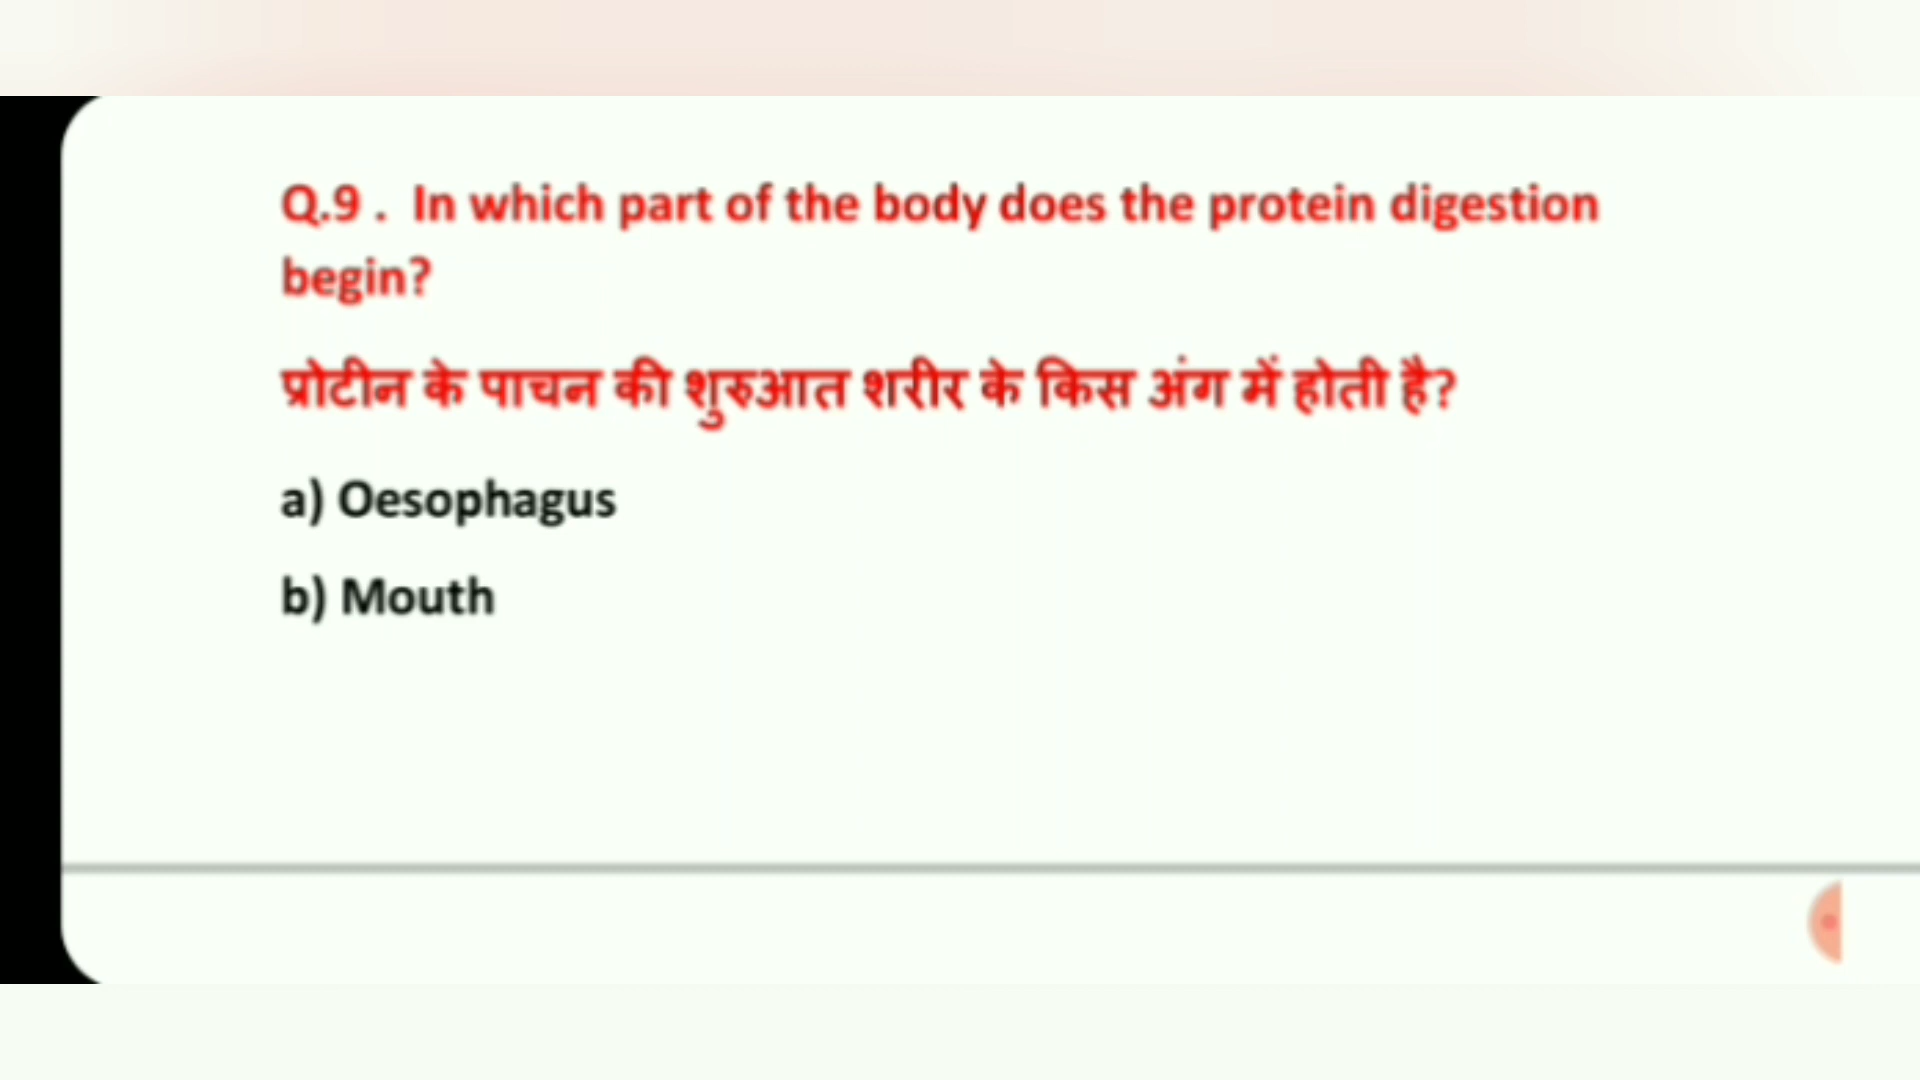 Q.9 . In which part of the body does the protein digestion
begin?
प्रोटीन के पाचन की शुरुआत शरीर के किस अंग में होती है?
a) Oesophagus
b) Mouth